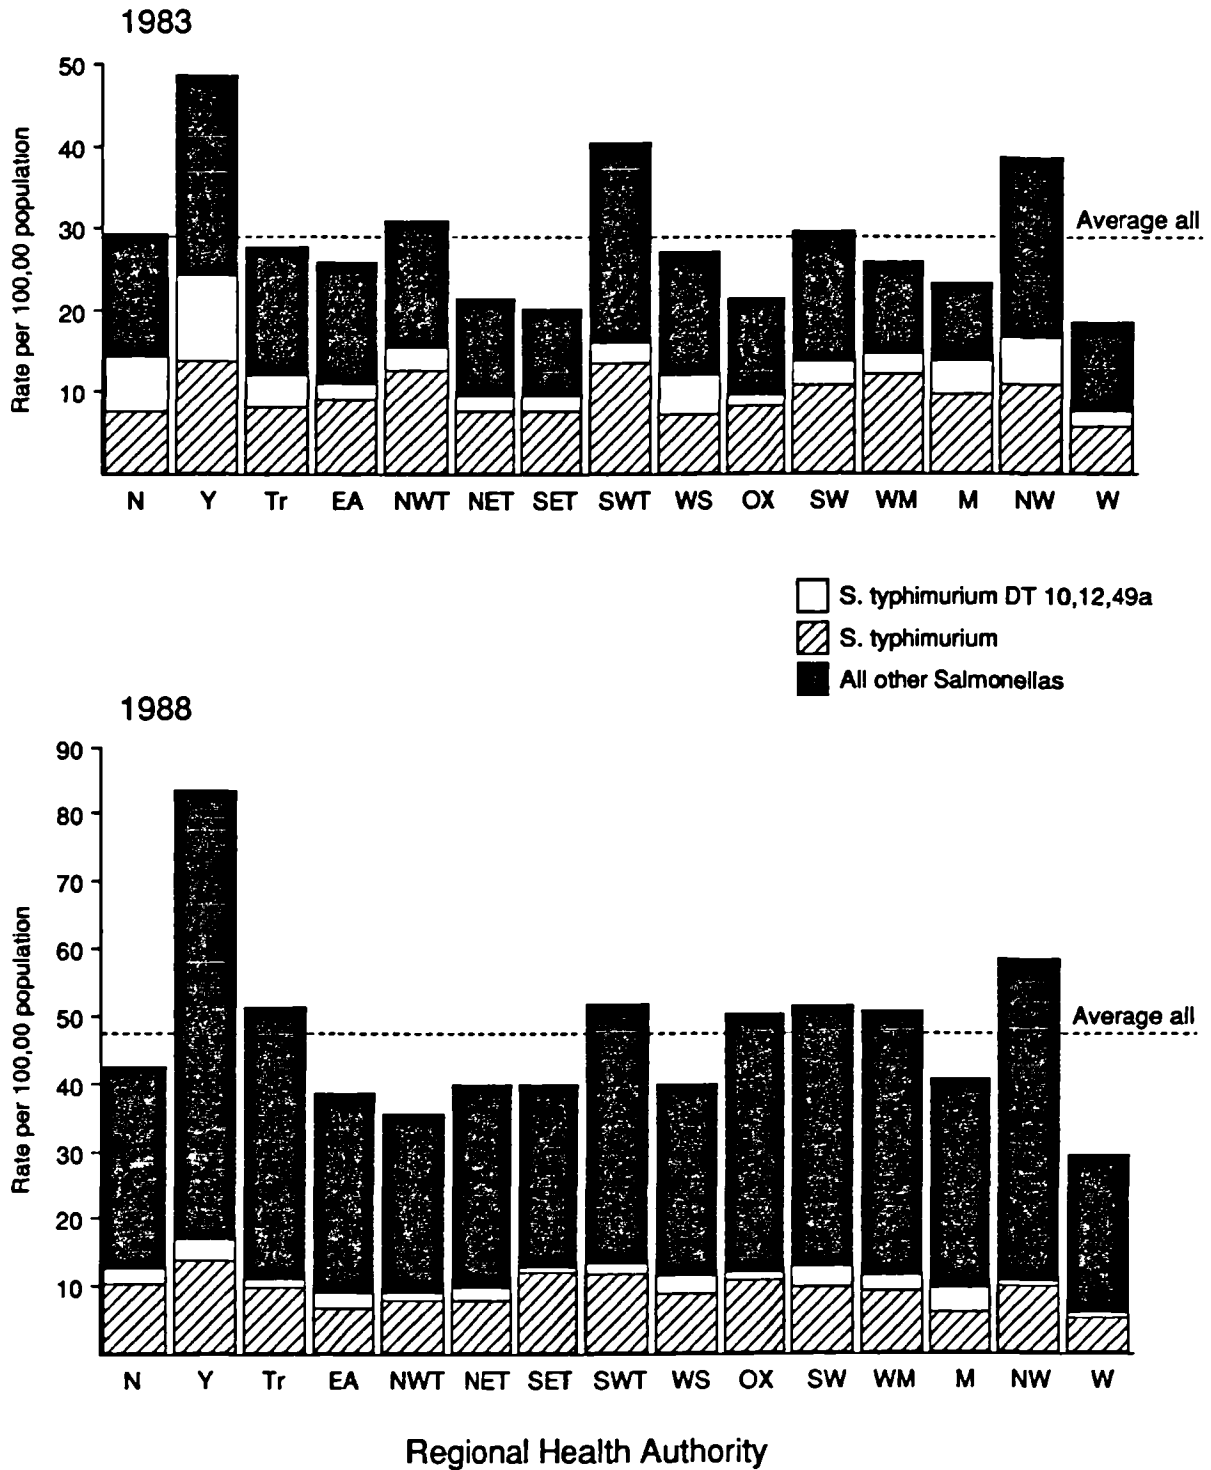 1983
Rate per 100,00 population
50
40
30
20
10
Average all
N Y Tr EA NWT NET SET SWT WS OX SW WM M NW W
S. typhimurium DT 10,12,49a
S. typhimurium
All other Salmonellas
1988
Rate per 100,00 population
90
80
70
60
50
40
30
20
10
Average all
N Y Tr EA NWT NET SET SWT WS OX SW WM M NW W
Regional Health Authority